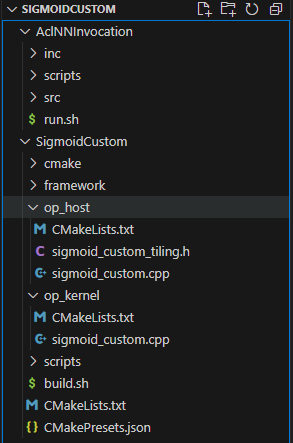 SIGMOIDCUSTOM
AclNNInvocation
inc
scripts
src
$ run.sh
SigmoidCustom
cmake
framework
op_host
CMakeLists.txt
C sigmoid_custom_tiling.h
sigmoid_custom.cpp
op_kernel
CMakeLists.txt
sigmoid_custom.cpp
scripts
$ build.sh
CMakeLists.txt
{} CMakePresets.json